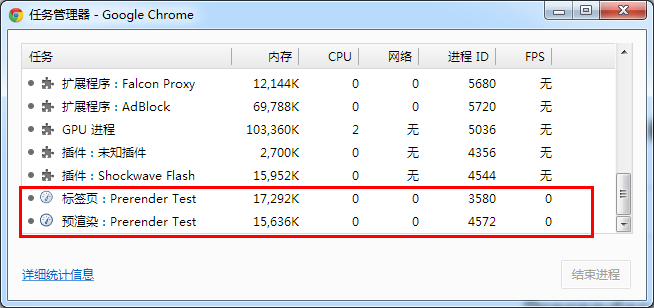 任务管理器 - Google Chrome
任务 内存 CPU 网络 进程 ID FPS
扩展程序：Falcon Proxy 12,144K 0 0 5680 无
扩展程序：AdBlock 69,788K 0 0 5720 无
GPU 进程 103,360K 2 无 5036 无
插件：未知插件 2,700K 0 无 4356 无
插件：Shockwave Flash 15,952K 0 无 4544 无
标签页：Prerender Test 17,292K 0 0 3580 0
预渲染：Prerender Test 15,636K 0 0 4572 0
详细统计信息 结束进程